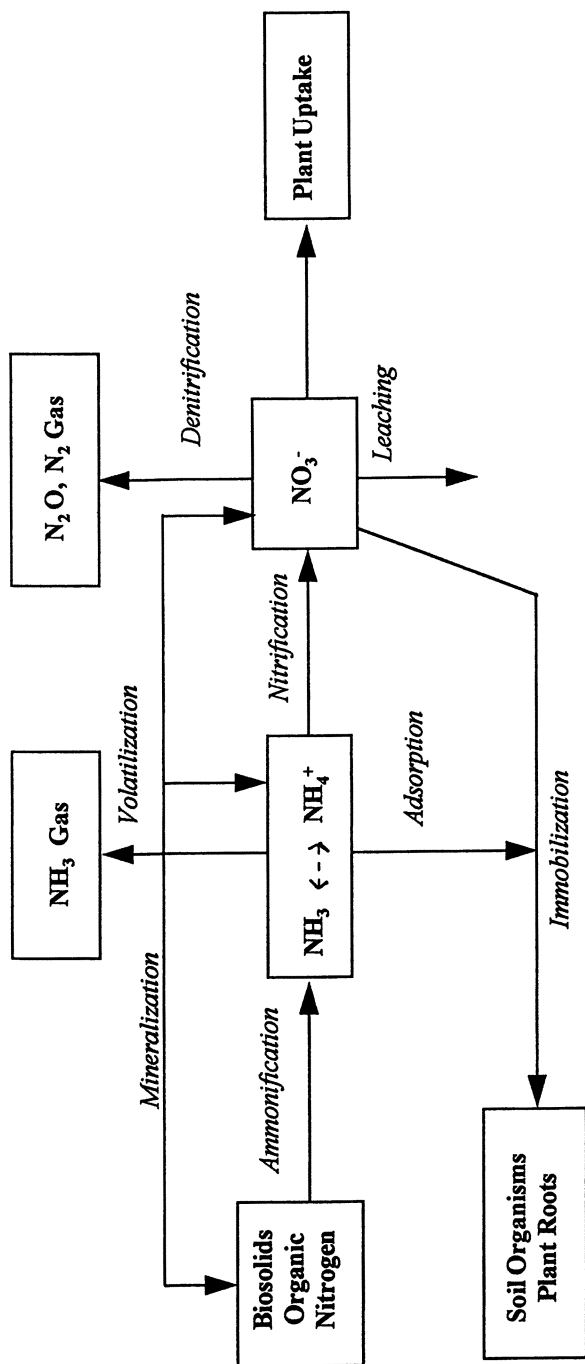 NH₃ Gas
N₂O, N₂ Gas
Mineralization
Volatilization
Denitrification
Biosolids
Organic
Nitrogen
Ammonification
NH₃ <-> NH₄⁺
Nitrification
NO₃⁻
Plant Uptake
Adsorption
Leaching
Immobilization
Soil Organisms
Plant Roots